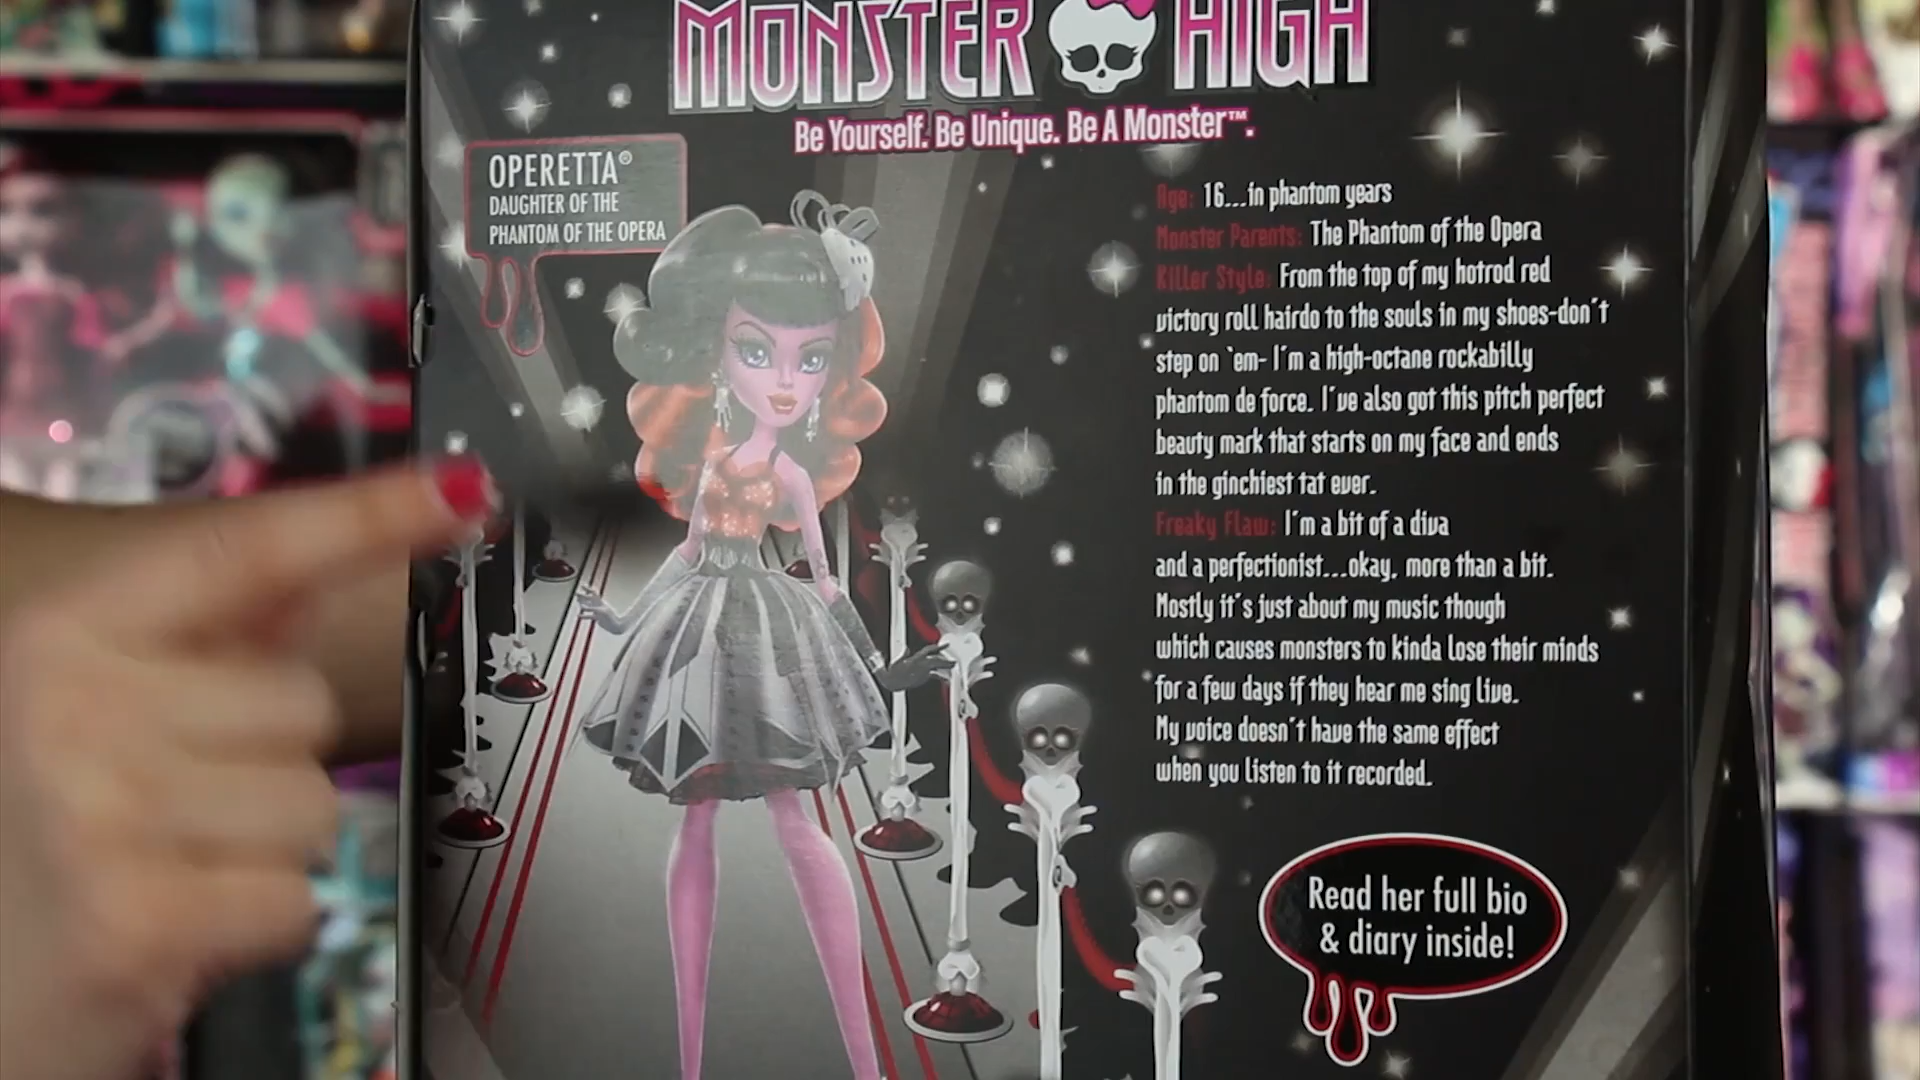 MONSTER HIGH
Be Yourself. Be Unique. Be A Monster™.
OPERETTA®
DAUGHTER OF THE
PHANTOM OF THE OPERA
Age: 16...in phantom years
Monster Parents: The Phantom of the Opera
Killer Style: From the top of my hotrod red
victory roll hairdo to the souls in my shoes-don't
step on `em- I'm a high-octane rockabilly
phantom de force. I've also got this pitch perfect
beauty mark that starts on my face and ends
in the ginchiest tat ever.
Freaky Flaw: I'm a bit of a diva
and a perfectionist...okay, more than a bit.
Mostly it's just about my music though
which causes monsters to kinda lose their minds
for a few days if they hear me sing live.
My voice doesn't have the same effect
when you listen to it recorded.
Read her full bio
& diary inside!